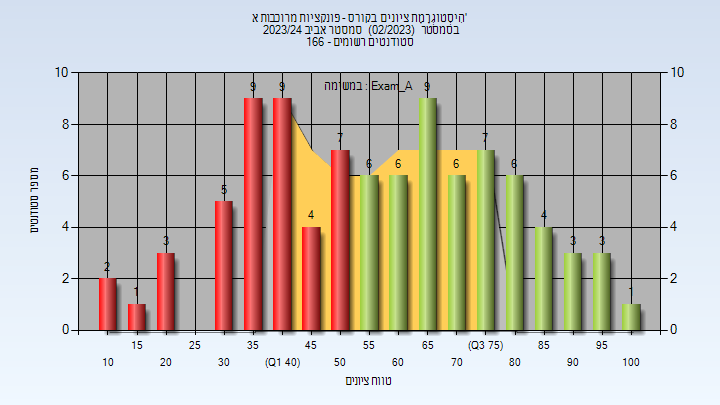 היסטוגרמת ציונים בקורס - פונקציות מרוכבות א'
בסמסטר (02/2023) סמסטר אביב 2023/24
סטודנטים רשומים - 166
במשימה : Exam_A
10 10
8 8
6 6
4 4
2 2
0 0
2 1 3 5 9 9 4 7 6 6 9 6 7 6 4 3 3 1
מספר סטודנטים
15 25 35 45 55 65 (Q3 75) 85 95
10 20 30 (Q1 40) 50 60 70 80 90 100
טווח ציונים